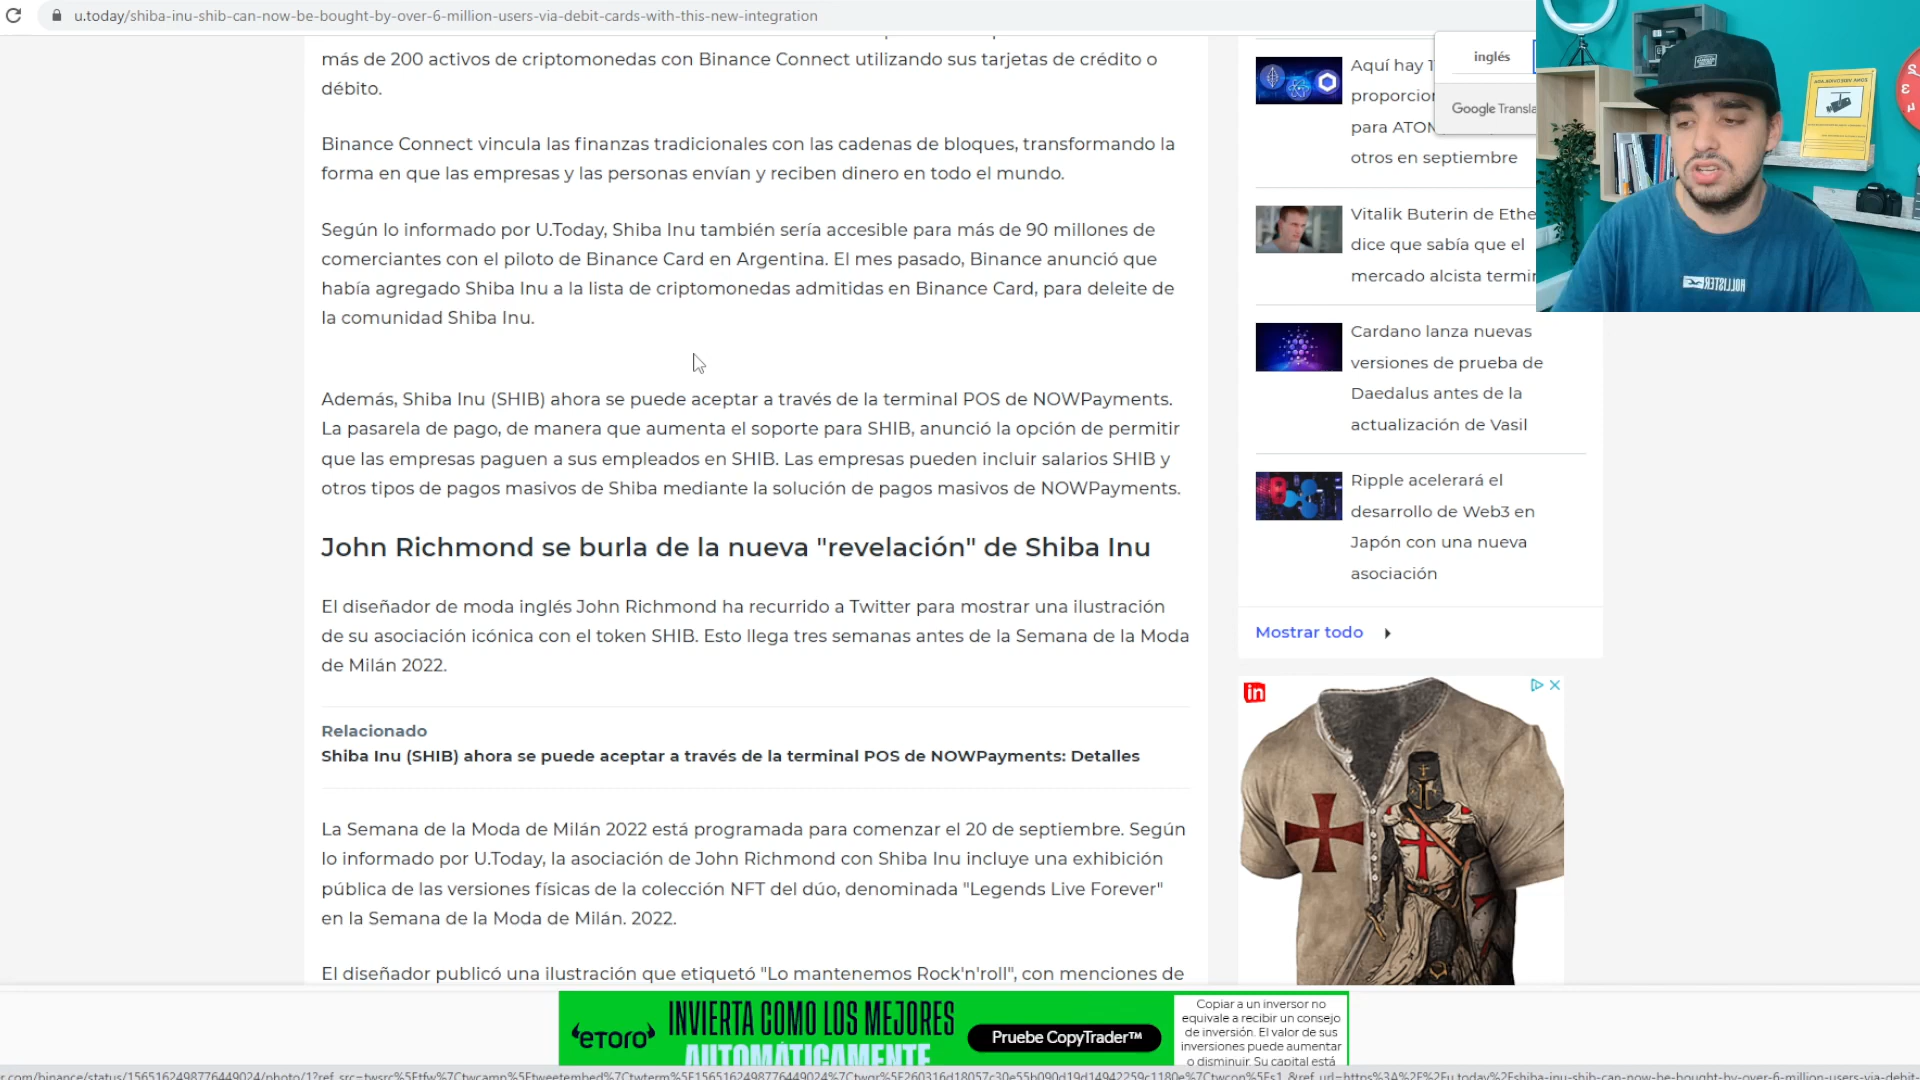 u.today/shiba-inu-shib-can-now-be-bought-by-over-6-million-users-via-debit-cards-with-this-new-integration
más de 200 activos de criptomonedas con Binance Connect utilizando sus tarjetas de crédito o
débito.
Binance Connect vincula las finanzas tradicionales con las cadenas de bloques, transformando la
forma en que las empresas y las personas envían y reciben dinero en todo el mundo.
Según lo informado por U.Today, Shiba Inu también sería accesible para más de 90 millones de
comerciantes con el piloto de Binance Card en Argentina. El mes pasado, Binance anunció que
había agregado Shiba Inu a la lista de criptomonedas admitidas en Binance Card, para deleite de
la comunidad Shiba Inu.
Además, Shiba Inu (SHIB) ahora se puede aceptar a través de la terminal POS de NOWPayments.
La pasarela de pago, de manera que aumenta el soporte para SHIB, anunció la opción de permitir
que las empresas paguen a sus empleados en SHIB. Las empresas pueden incluir salarios SHIB y
otros tipos de pagos masivos de Shiba mediante la solución de pagos masivos de NOWPayments.
John Richmond se burla de la nueva "revelación" de Shiba Inu
El diseñador de moda inglés John Richmond ha recurrido a Twitter para mostrar una ilustración
de su asociación icónica con el token SHIB. Esto llega tres semanas antes de la Semana de la Moda
de Milán 2022.
Relacionado
Shiba Inu (SHIB) ahora se puede aceptar a través de la terminal POS de NOWPayments: Detalles
La Semana de la Moda de Milán 2022 está programada para comenzar el 20 de septiembre. Según
lo informado por U.Today, la asociación de John Richmond con Shiba Inu incluye una exhibición
pública de las versiones físicas de la colección NFT del dúo, denominada "Legends Live Forever"
en la Semana de la Moda de Milán. 2022.
El diseñador publicó una ilustración que etiquetó "Lo mantenemos Rock'n'roll", con menciones de
Aquí hay 1
proporcion
para ATOM
otros en septiembre
inglés
Google Transla
Vitalik Buterin de Ethe
dice que sabía que el
mercado alcista termin
Cardano lanza nuevas
versiones de prueba de
Daedalus antes de la
actualización de Vasil
Ripple acelerará el
desarrollo de Web3 en
Japón con una nueva
asociación
Mostrar todo
in
HOLLISTER
eToro
INVIERTA COMO LOS MEJORES
AUTOMÁTICAMENTE
Pruebe CopyTrader™
Copiar a un inversor no
equivale a recibir un consejo
de inversión. El valor de sus
inversiones puede aumentar
o disminuir. Su capital está